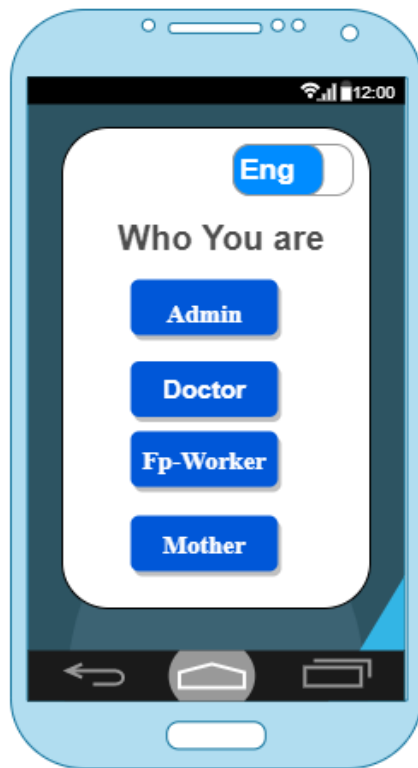 12:00
Eng
Who You are
Admin
Doctor
Fp-Worker
Mother